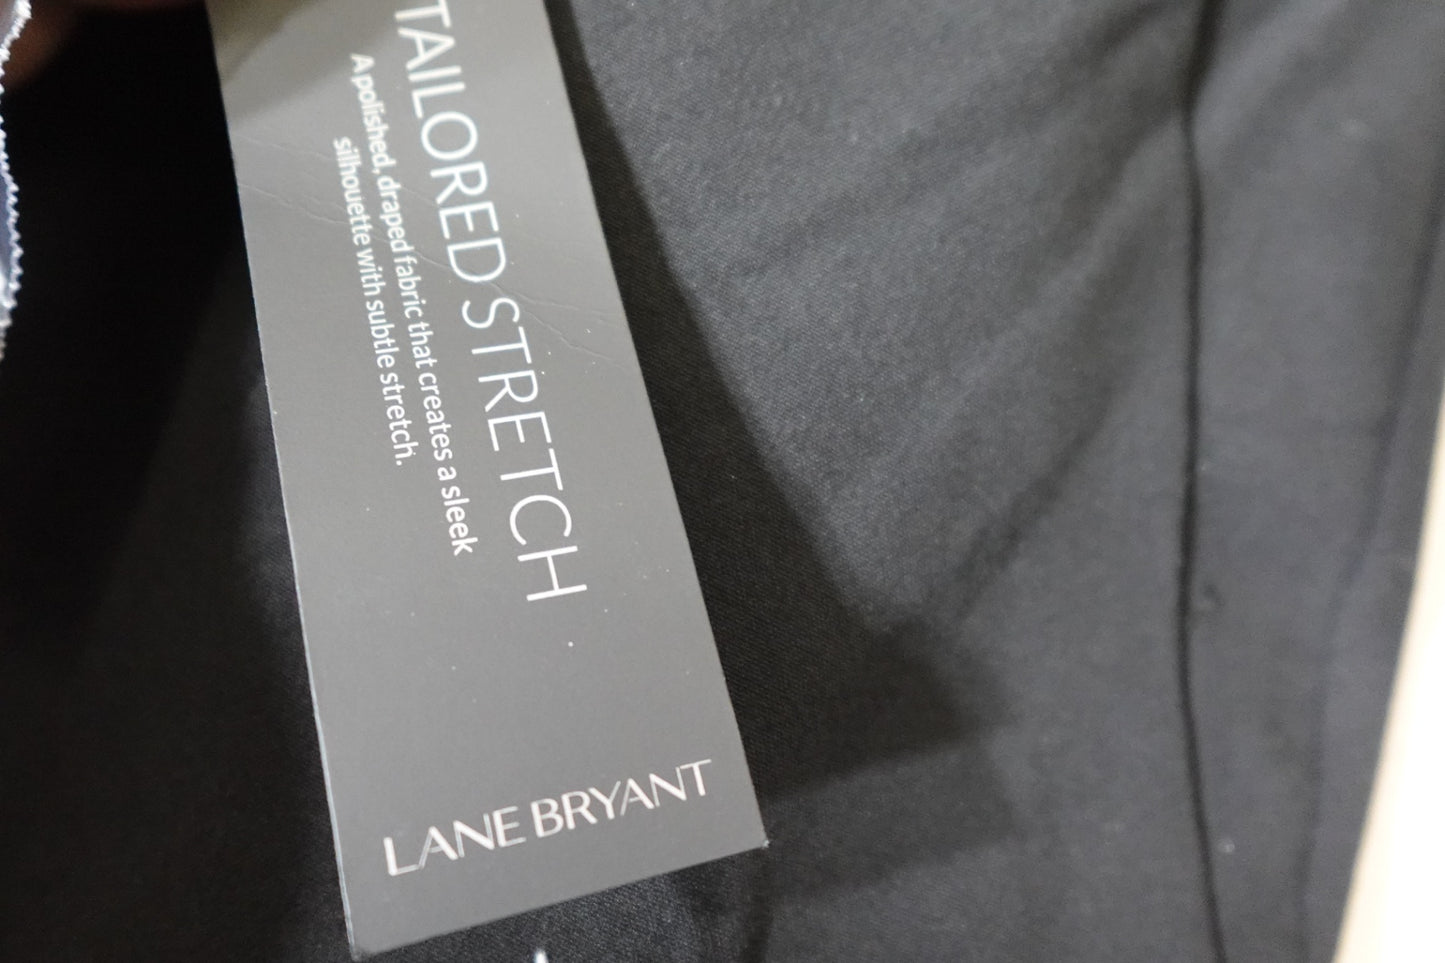 TAILORED STRETCH
A polished, draped fabric that creates a sleek
silhouette with subtle stretch.
LANE BRYANT